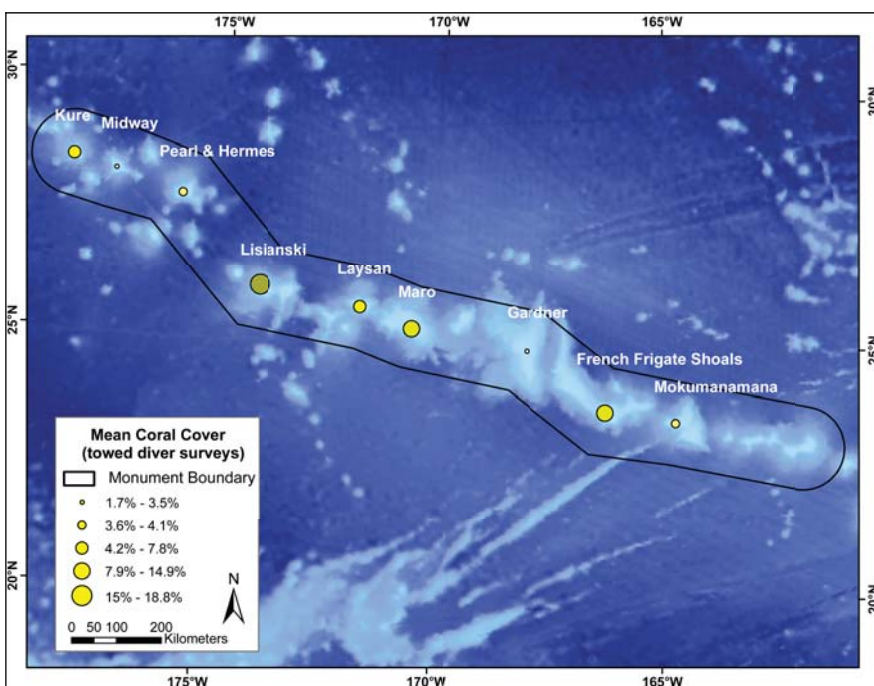 175°W
170°W
165°W
30°N
30°N
Kure
Midway
Pearl & Hermes
Lisianski
Laysan
Maro
Gardner
25°N
25°N
French Frigate Shoals
Mokumanamana
Mean Coral Cover
(towed diver surveys)
Monument Boundary
1.7% - 3.5%
3.6% - 4.1%
4.2% - 7.8%
7.9% - 14.9%
15% - 18.8%
N
0 50 100 200
Kilometers
20°N
20°N
175°W
170°W
165°W